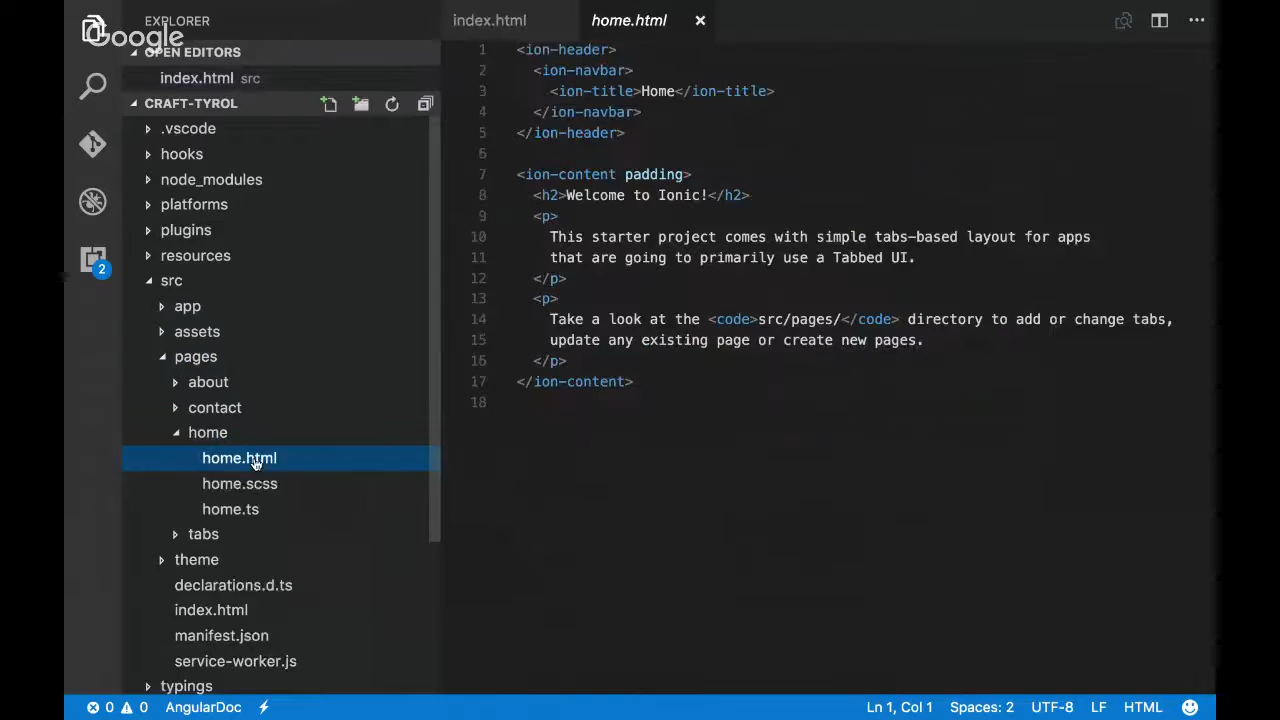 EXPLORER
Google
OPEN EDITORS
index.html src
CRAFT-TYROL
.vscode
hooks
node_modules
platforms
plugins
resources
src
app
assets
pages
about
contact
home
home.html
home.scss
home.ts
tabs
theme
declarations.d.ts
index.html
manifest.json
service-worker.js
typings
2
index.html home.html
1 <ion-header>
2 <ion-navbar>
3 <ion-title>Home</ion-title>
4 </ion-navbar>
5 </ion-header>
6
7 <ion-content padding>
8 <h2>Welcome to Ionic!</h2>
9 <p>
10 This starter project comes with simple tabs-based layout for apps
11 that are going to primarily use a Tabbed UI.
12 </p>
13 <p>
14 Take a look at the <code>src/pages/</code> directory to add or change tabs,
15 update any existing page or create new pages.
16 </p>
17 </ion-content>
18
0 0 AngularDoc Ln 1, Col 1 Spaces: 2 UTF-8 LF HTML